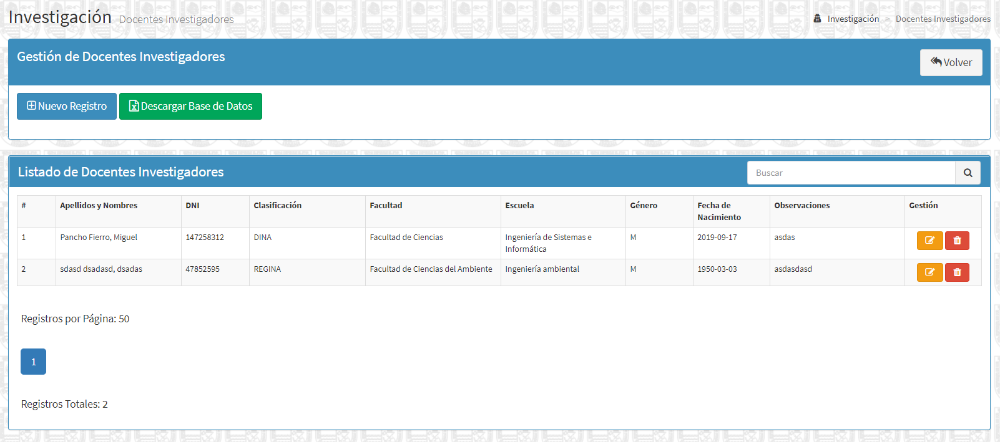 Investigación Docentes Investigadores
Investigación > Docentes Investigadores
Gestión de Docentes Investigadores
Volver
Nuevo Registro
Descargar Base de Datos
Listado de Docentes Investigadores
Buscar
# Apellidos y Nombres DNI Clasificación Facultad Escuela Género Fecha de Nacimiento Observaciones Gestión
1 Pancho Fierro, Miguel 147258312 DINA Facultad de Ciencias Ingeniería de Sistemas e Informática M 2019-09-17 asdas
2 sdasd dsadasd, dsadas 47852595 REGINA Facultad de Ciencias del Ambiente Ingeniería ambiental M 1950-03-03 asdasdasd
Registros por Página: 50
1
Registros Totales: 2